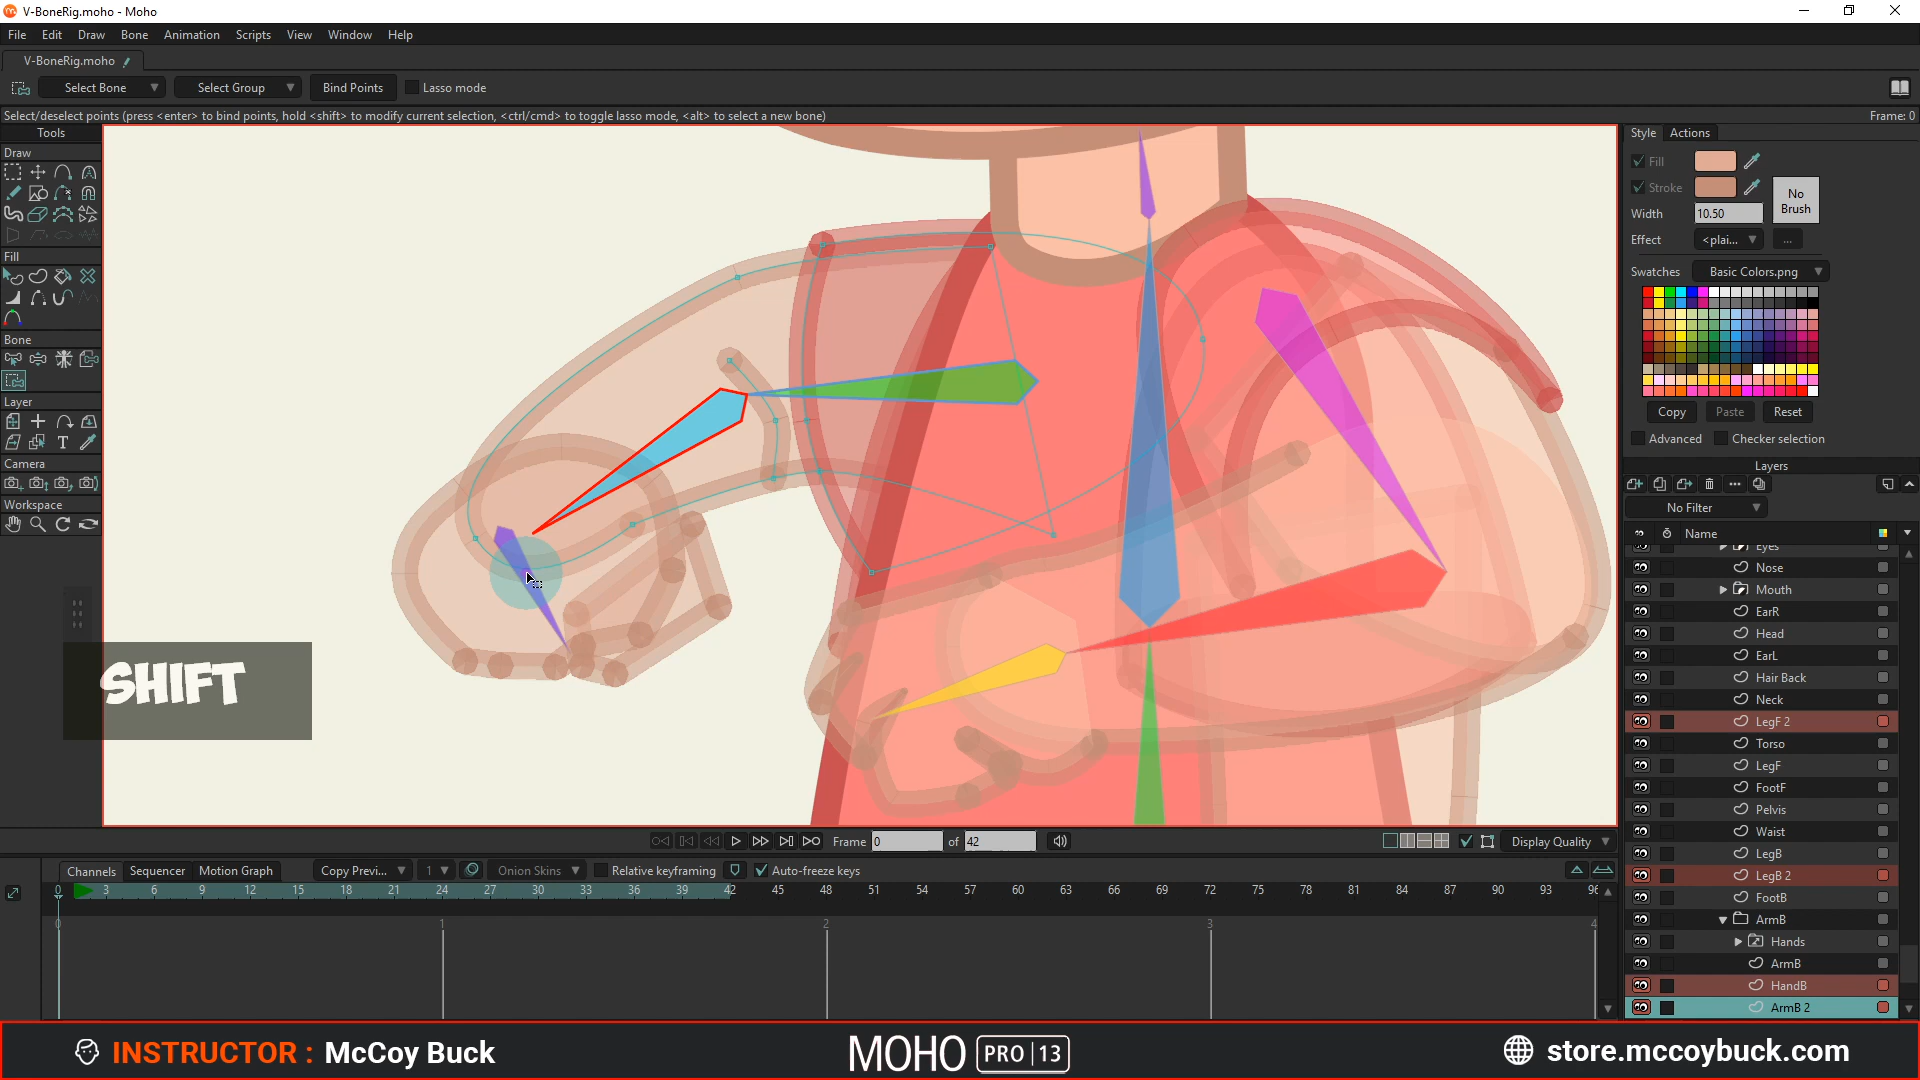 V-BoneRig.moho - Moho
File Edit Draw Bone Animation Scripts View Window Help
V-BoneRig.moho
Select Bone Select Group Bind Points Lasso mode
Select/deselect points (press <enter> to bind points, hold <shift> to modify current selection, <ctrl/cmd> to toggle lasso mode, <alt> to select a new bone) Frame: 0
Tools
Draw
Fill
Bone
Layer
Camera
Workspace
SHIFT
Style Actions
Fill
Stroke
No Brush
Width 10.50
Effect <plai... ...
Swatches Basic Colors.png
Copy Paste Reset
Advanced Checker selection
Layers
No Filter
Name
Eyes
Nose
Mouth
EarR
Head
EarL
Hair Back
Neck
LegF 2
Torso
LegF
FootF
Pelvis
Waist
LegB
LegB 2
FootB
ArmB
Hands
ArmB
HandB
ArmB 2
Frame 0 of 42 Display Quality
Channels Sequencer Motion Graph Copy Previ... 1 Onion Skins Relative keyframing Auto-freeze keys
0 3 6 9 12 15 18 21 24 27 30 33 36 39 42 45 48 51 54 57 60 63 66 69 72 75 78 81 84 87 90 93 96
0 1 2 3 4
INSTRUCTOR : McCoy Buck MOHO PRO 13 store.mccoybuck.com